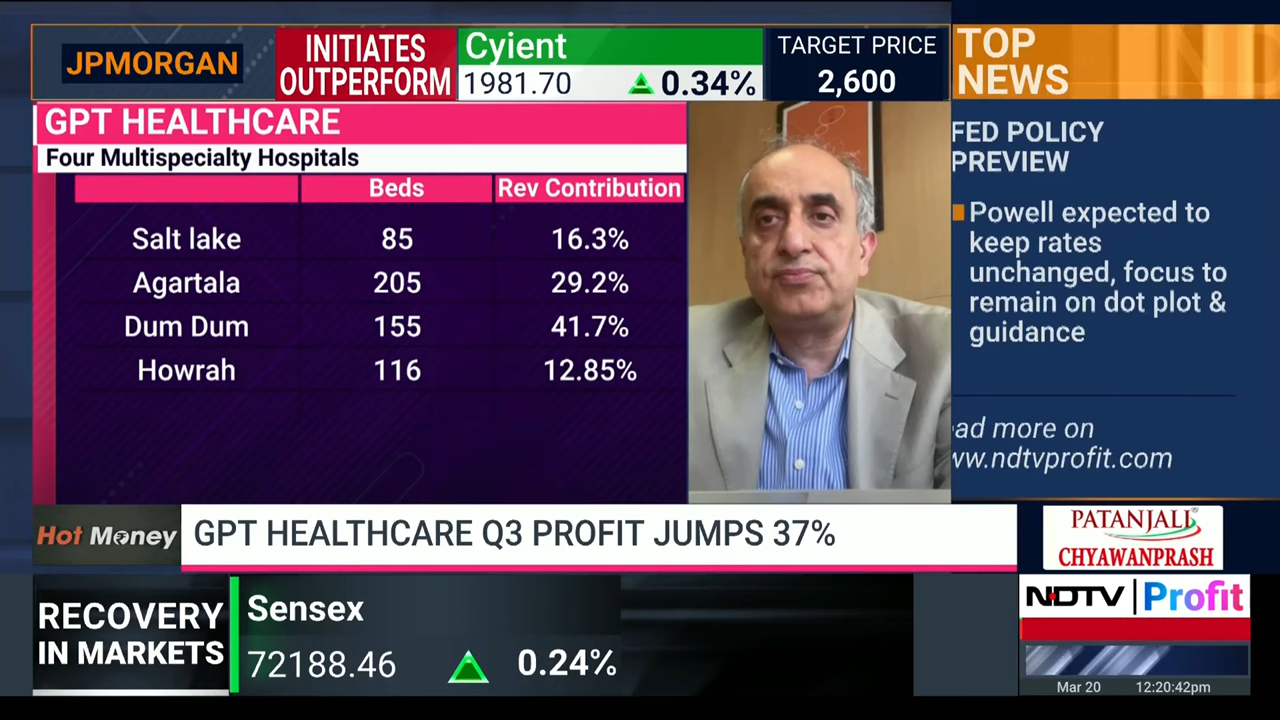 JPMORGAN
INITIATES
OUTPERFORM
Cyient
1981.70 0.34%
TARGET PRICE
2,600
TOP
NEWS
GPT HEALTHCARE
Four Multispecialty Hospitals
Beds Rev Contribution
Salt lake 85 16.3%
Agartala 205 29.2%
Dum Dum 155 41.7%
Howrah 116 12.85%
FED POLICY
PREVIEW
Powell expected to
keep rates
unchanged, focus to
remain on dot plot &
guidance
ad more on
ww.ndtvprofit.com
Hot Money
GPT HEALTHCARE Q3 PROFIT JUMPS 37%
PATANJALI
CHYAWANPRASH
RECOVERY
IN MARKETS
Sensex
72188.46 0.24%
NDTV Profit
Mar 20 12:20:42pm